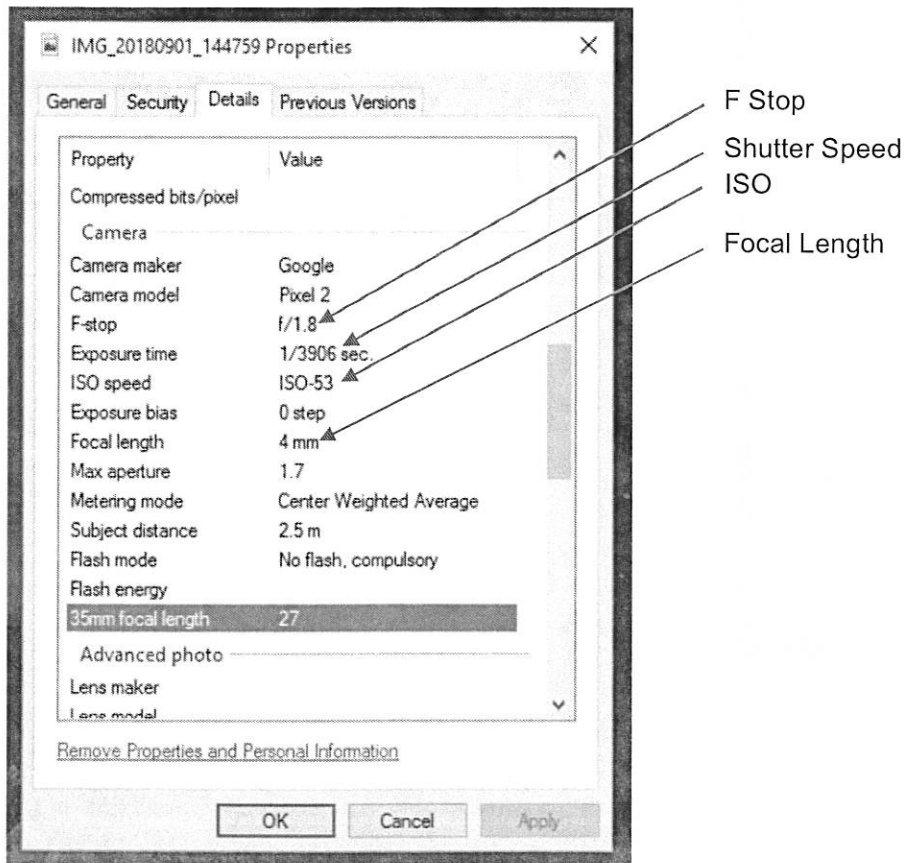 IMG_20180901_144759 Properties
General Security Details Previous Versions
Property Value
Compressed bits/pixel
Camera
Camera maker Google
Camera model Pixel 2
F-stop f/1.8
Exposure time 1/3906 sec.
ISO speed ISO-53
Exposure bias 0 step
Focal length 4 mm
Max aperture 1.7
Metering mode Center Weighted Average
Subject distance 2.5 m
Flash mode No flash, compulsory
Flash energy
35mm focal length 27
Advanced photo
Lens maker
Lens model
Remove Properties and Personal Information
OK Cancel Apply
F Stop
Shutter Speed
ISO
Focal Length